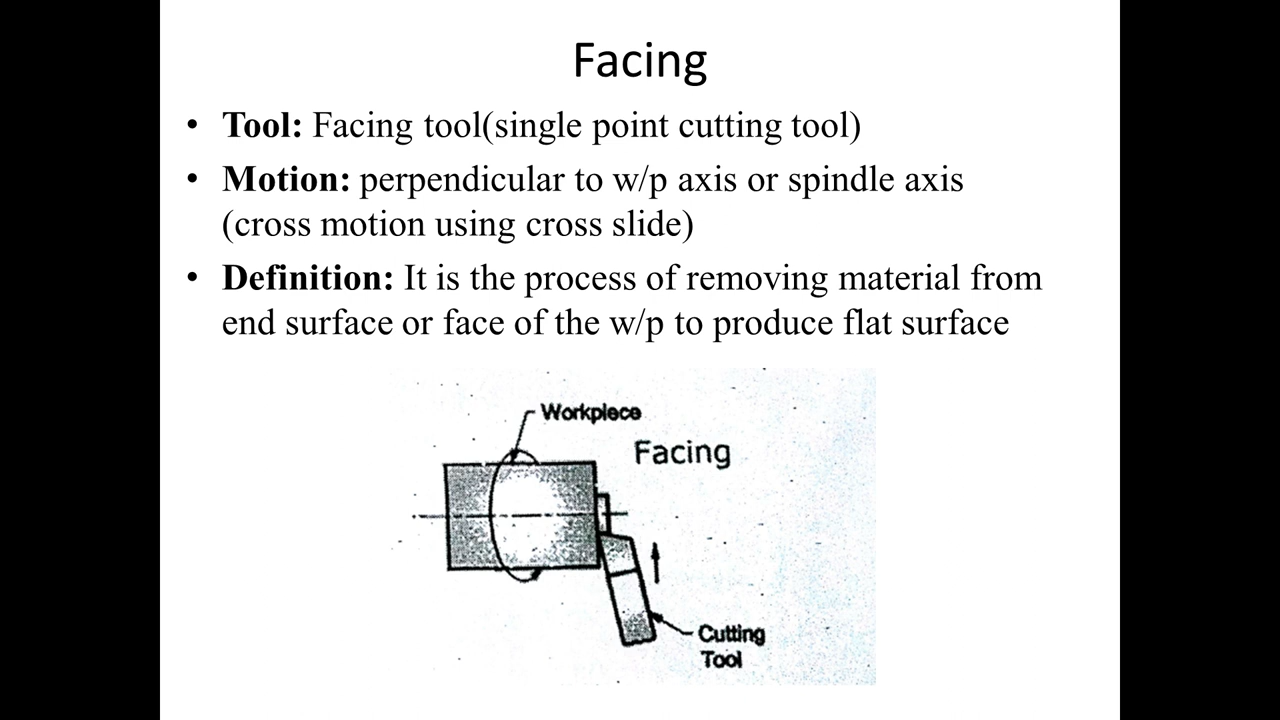 Facing
• Tool: Facing tool(single point cutting tool)
• Motion: perpendicular to w/p axis or spindle axis
(cross motion using cross slide)
• Definition: It is the process of removing material from
end surface or face of the w/p to produce flat surface
Workpiece
Facing
Cutting
Tool